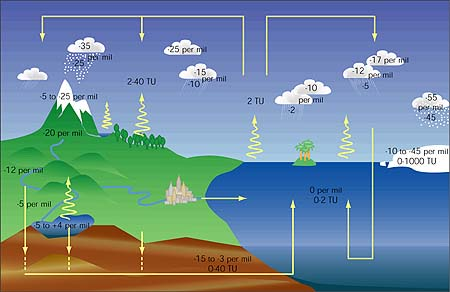 -35
per mil
-25
-25 per mil
-15
per mil
-10
-17 per mil
-12
-5
-10
per mil
-2
-55
per mil
-45
2-40 TU
2 TU
-5 to -25 per mil
-20 per mil
-12 per mil
-5 per mil
-5 to +4 per mil
-10 to -45 per mil
0-1000 TU
0 per mil
0-2 TU
-15 to -3 per mil
0-40 TU